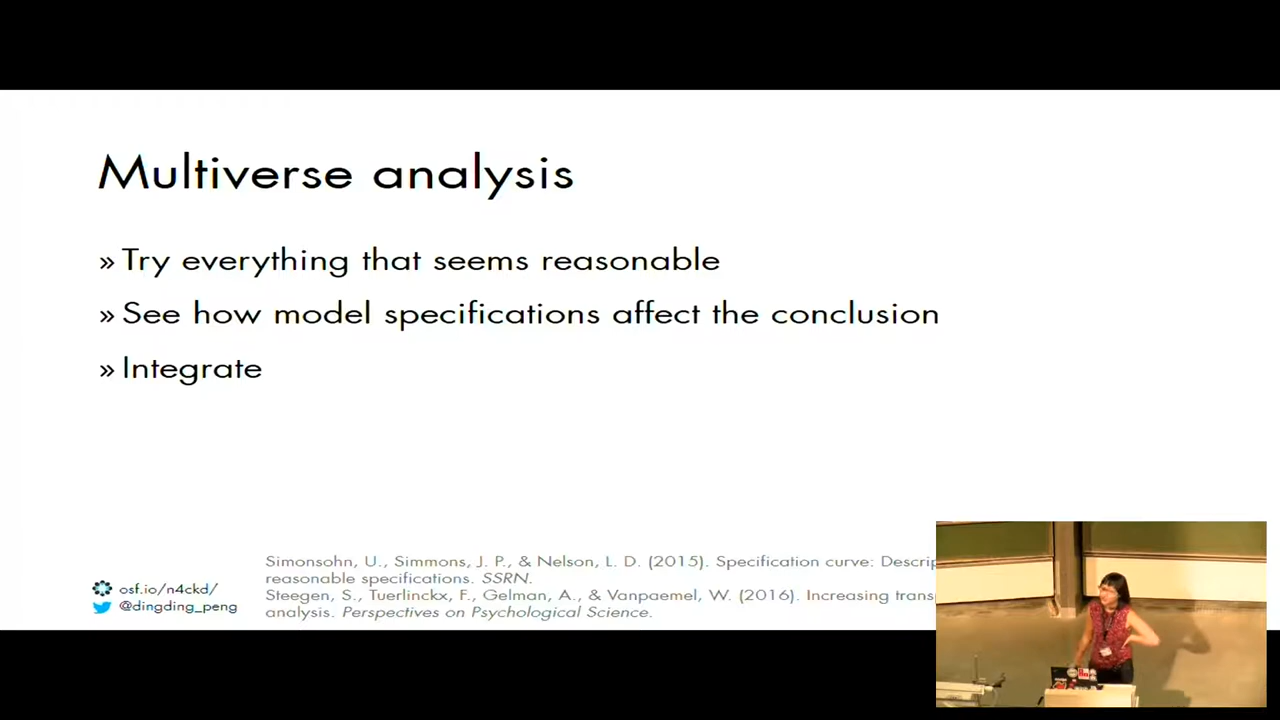 Multiverse analysis
» Try everything that seems reasonable
» See how model specifications affect the conclusion
» Integrate
Simonsohn, U., Simmons, J. P., & Nelson, L. D. (2015). Specification curve: Descrip
reasonable specifications. SSRN.
Steegen, S., Tuerlinckx, F., Gelman, A., & Vanpaemel, W. (2016). Increasing transp
analysis. Perspectives on Psychological Science.
osf.io/n4ckd/
@dingding_peng